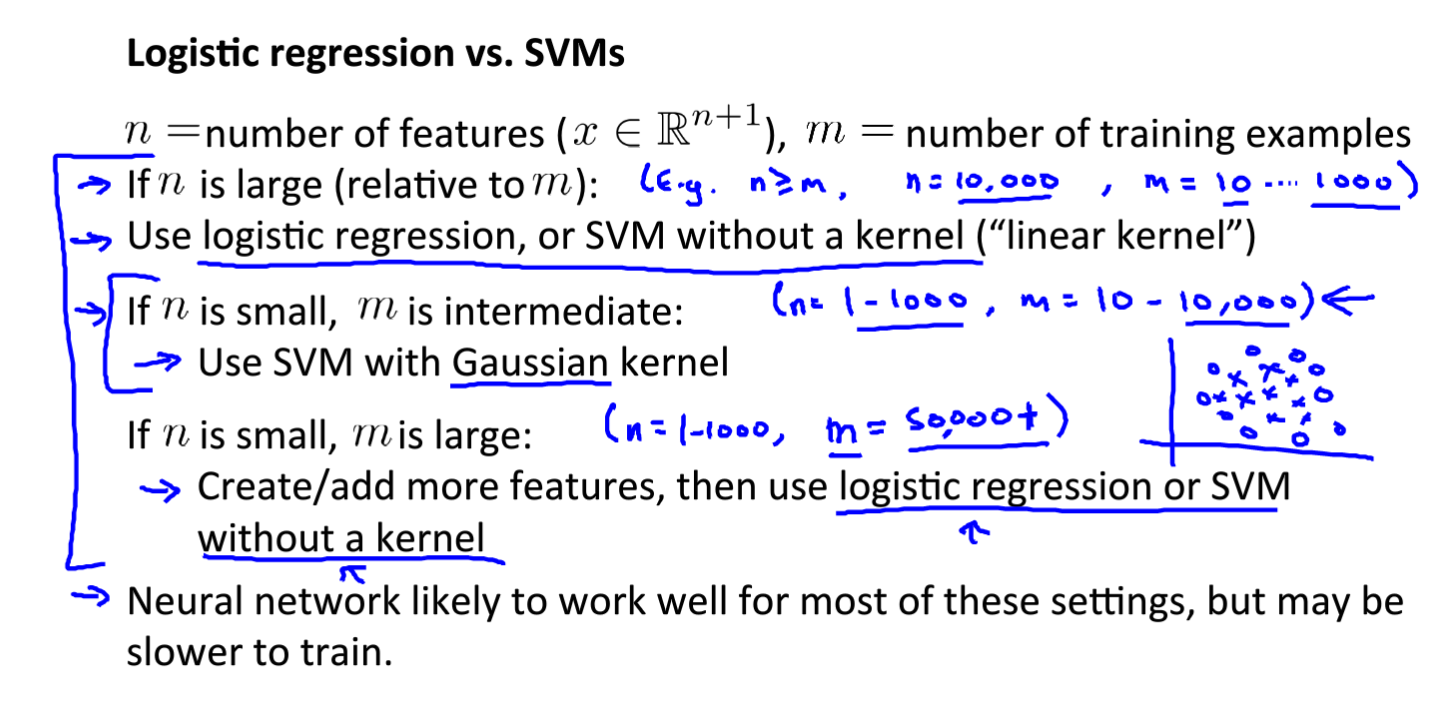 Logistic regression vs. SVMs
n = number of features (x ∈ ℝⁿ⁺¹), m = number of training examples
→ If n is large (relative to m): (E.g. n ≥ m, n = 10,000, m = 10 .... 1000)
→ Use logistic regression, or SVM without a kernel (“linear kernel”)
→ If n is small, m is intermediate: (n = 1 - 1000, m = 10 - 10,000) ←
→ Use SVM with Gaussian kernel
If n is small, m is large: (n = 1-1000, m = 50,000+)
→ Create/add more features, then use logistic regression or SVM
without a kernel
→ Neural network likely to work well for most of these settings, but may be
slower to train.